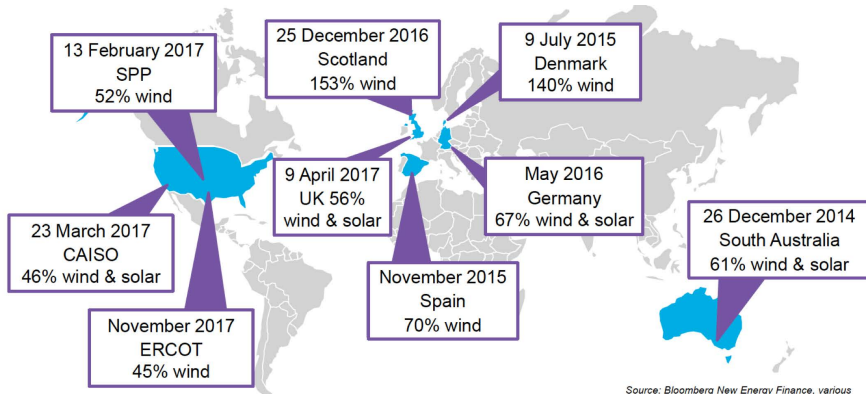 13 February 2017
SPP
52% wind
25 December 2016
Scotland
153% wind
9 July 2015
Denmark
140% wind
9 April 2017
UK 56%
wind & solar
May 2016
Germany
67% wind & solar
23 March 2017
CAISO
46% wind & solar
26 December 2014
South Australia
61% wind & solar
November 2015
Spain
70% wind
November 2017
ERCOT
45% wind
Source: Bloomberg New Energy Finance, various